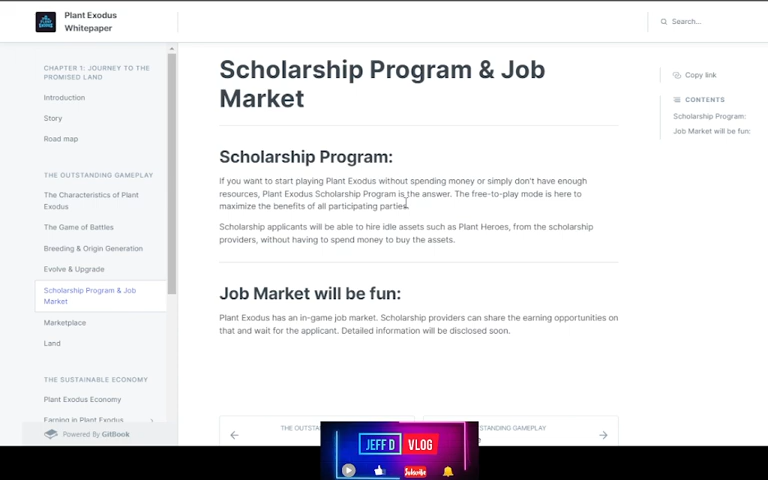 Plant Exodus
Whitepaper
Search...
CHAPTER 1: JOURNEY TO THE
PROMISED LAND
Introduction
Story
Road map
THE OUTSTANDING GAMEPLAY
The Characteristics of Plant
Exodus
The Game of Battles
Breeding & Origin Generation
Evolve & Upgrade
Scholarship Program & Job
Market
Marketplace
Land
THE SUSTAINABLE ECONOMY
Plant Exodus Economy
Earning in Plant Exodus
Powered By GitBook
Scholarship Program & Job
Market
Scholarship Program:
If you want to start playing Plant Exodus without spending money or simply don't have enough
resources, Plant Exodus Scholarship Program is the answer. The free-to-play mode is here to
maximize the benefits of all participating parties.
Scholarship applicants will be able to hire idle assets such as Plant Heroes, from the scholarship
providers, without having to spend money to buy the assets.
Job Market will be fun:
Plant Exodus has an in-game job market. Scholarship providers can share the earning opportunities on
that and wait for the applicant. Detailed information will be disclosed soon.
THE OUTSTA
STANDING GAMEPLAY
Copy link
CONTENTS
Scholarship Program:
Job Market will be fun:
JEFF D VLOG
Subscribe